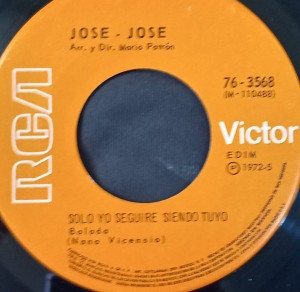 JOSE - JOSE
Arr. y Dir. Mario Patrón
76-3568
(M-110488)
RCA
Victor
EDIM
Ⓟ 1972-5
SOLO YO SEGUIRE SIENDO TUYO
Balada
(Nano Vicensio)